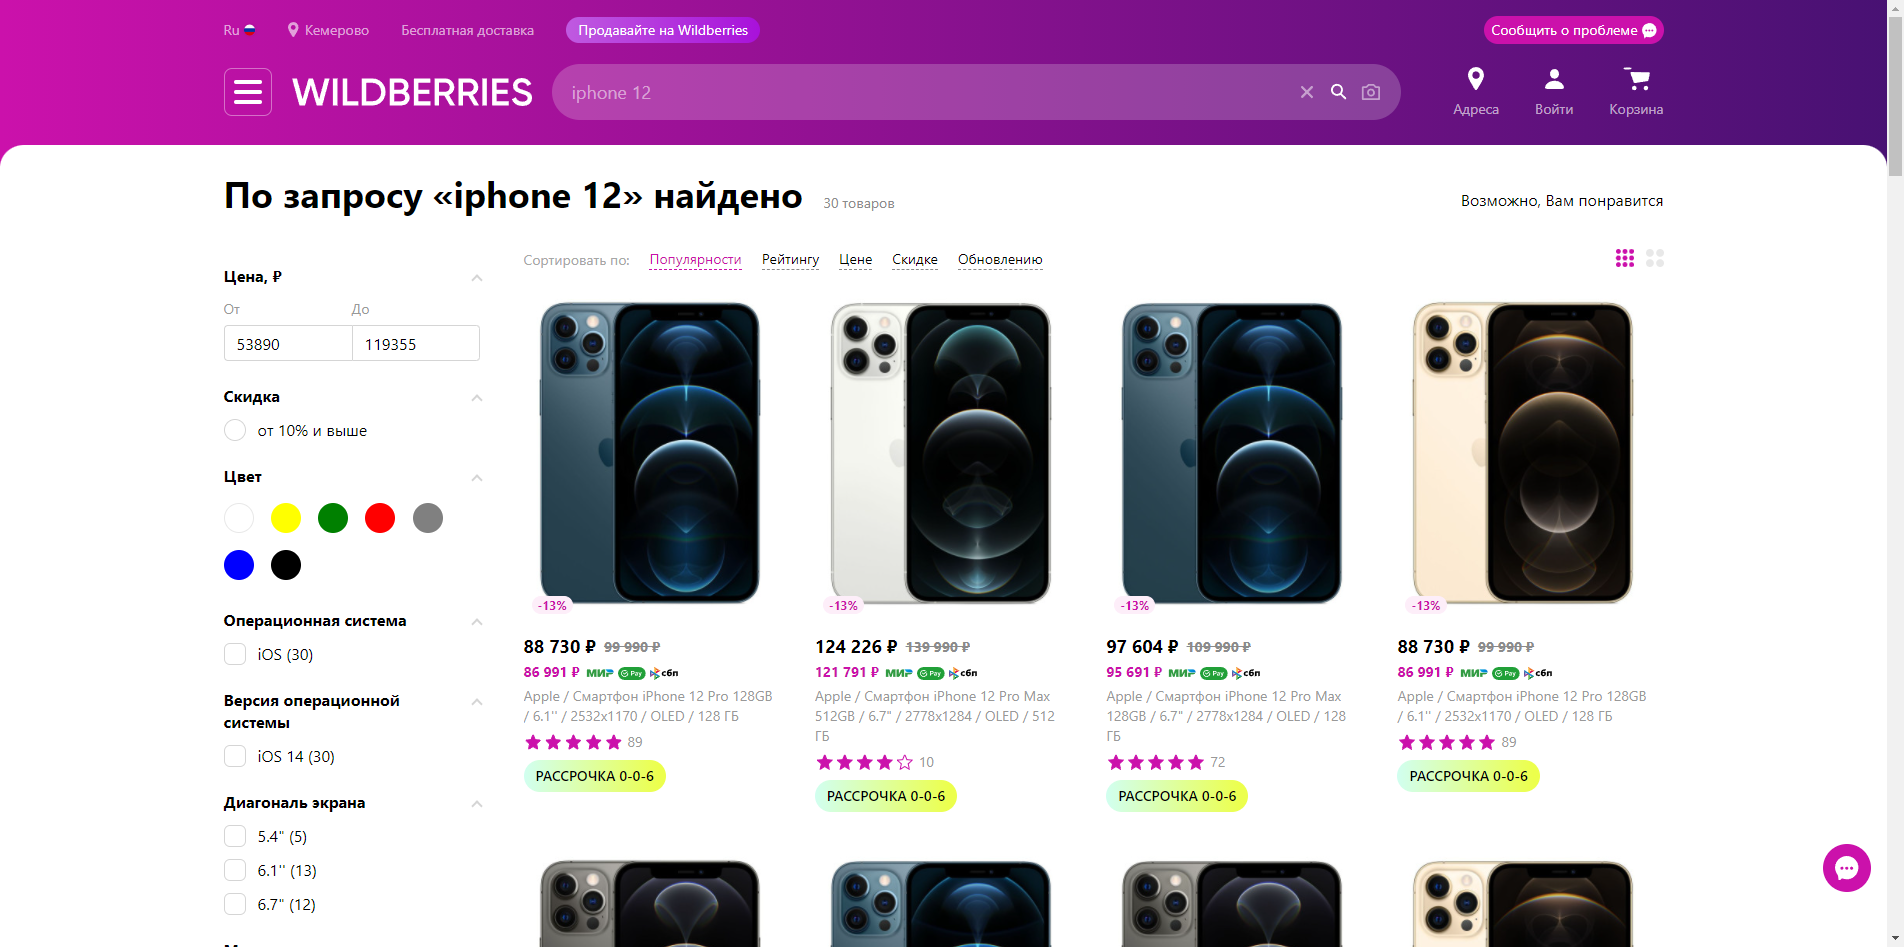 Ru
Кемерово
Бесплатная доставка
Продавайте на Wildberries
Сообщить о проблеме
WILDBERRIES
iphone 12
Адреса
Войти
Корзина
По запросу «iphone 12» найдено
30 товаров
Возможно, Вам понравится
Сортировать по:
Популярности
Рейтингу
Цене
Скидке
Обновлению
Цена, ₽
От
До
53890
119355
Скидка
от 10% и выше
Цвет
Операционная система
iOS (30)
Версия операционной
системы
iOS 14 (30)
Диагональ экрана
5.4" (5)
6.1'' (13)
6.7" (12)
-13%
88 730 ₽ 99 990 ₽
86 991 ₽ МИР Pay сбп
Apple / Смартфон iPhone 12 Pro 128GB
/ 6.1'' / 2532x1170 / OLED / 128 ГБ
89
РАССРОЧКА 0-0-6
-13%
124 226 ₽ 139 990 ₽
121 791 ₽ МИР Pay сбп
Apple / Смартфон iPhone 12 Pro Max
512GB / 6.7" / 2778x1284 / OLED / 512
ГБ
10
РАССРОЧКА 0-0-6
-13%
97 604 ₽ 109 990 ₽
95 691 ₽ МИР Pay сбп
Apple / Смартфон iPhone 12 Pro Max
128GB / 6.7" / 2778x1284 / OLED / 128
ГБ
72
РАССРОЧКА 0-0-6
-13%
88 730 ₽ 99 990 ₽
86 991 ₽ МИР Pay сбп
Apple / Смартфон iPhone 12 Pro 128GB
/ 6.1'' / 2532x1170 / OLED / 128 ГБ
89
РАССРОЧКА 0-0-6